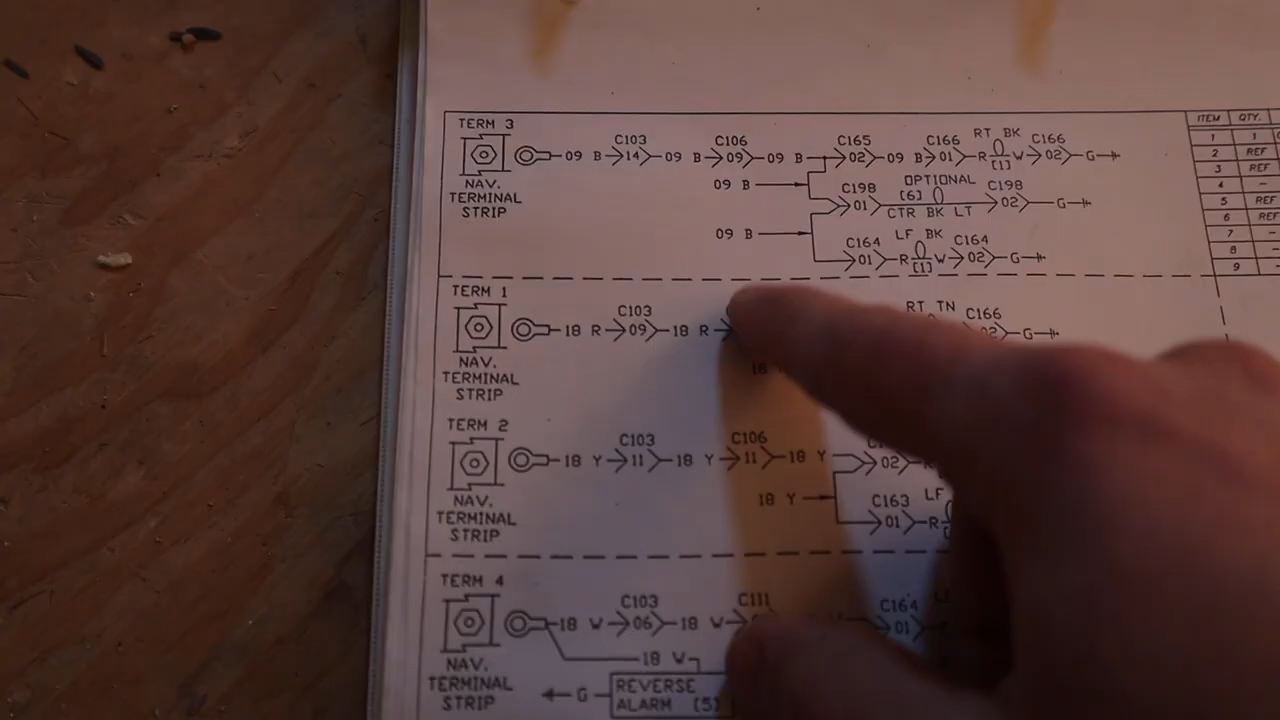 TERM 3
C103 C106 C165 C166 RT BK C166
09 B 14 09 B 09 09 B 02 09 B 01 R [1] W 02 G
NAV.
TERMINAL
STRIP
09 B
OPTIONAL
C198 [6] C198
01 02 G
CTR BK LT
09 B
LF BK
C164 C164
01 R [1] W 02 G
ITEM QTY.
1 1
2 REF
3 REF
4 -
5 REF
6 REF
7 -
8 -
9 -
TERM 1
C103 RT TN C166
18 R 09 18 R 02 G
18
NAV.
TERMINAL
STRIP
TERM 2
C103 C106
18 Y 11 18 Y 11 18 Y 02 R
18 Y
C163 LF
01 R
NAV.
TERMINAL
STRIP
TERM 4
C103 C111 C164
18 W 06 18 W 01
18 W
NAV.
TERMINAL
STRIP
G REVERSE
ALARM [5]